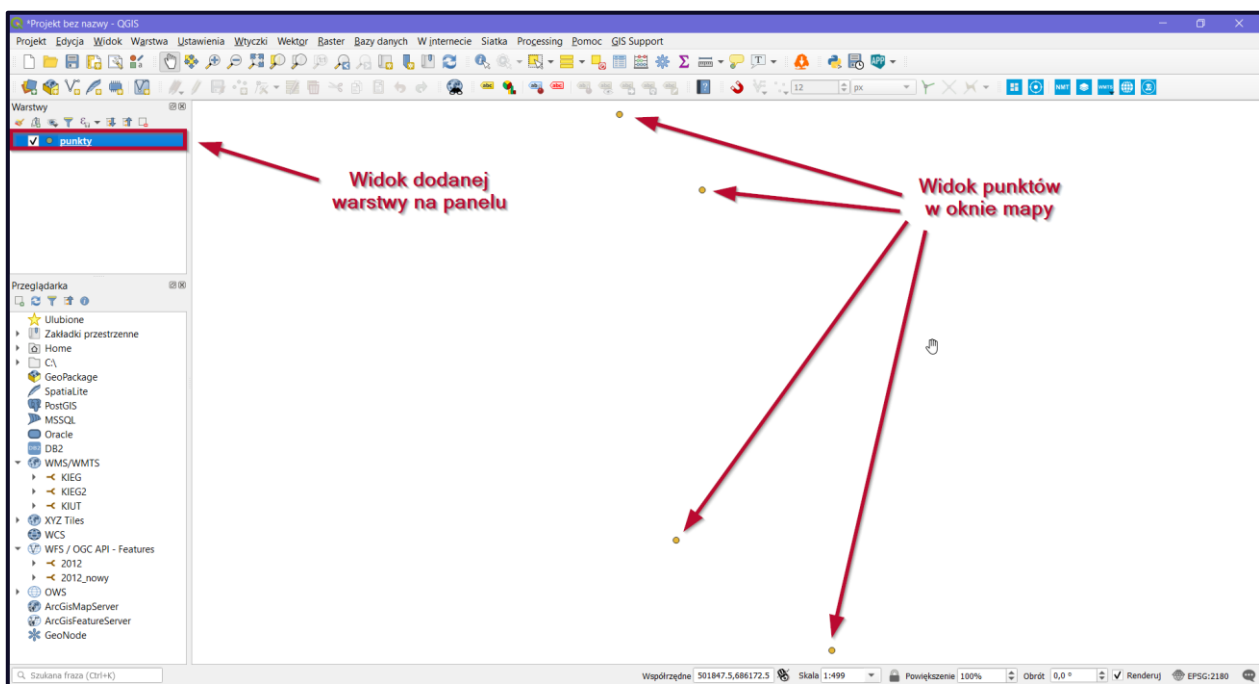 *Projekt bez nazwy - QGIS
Projekt Edycja Widok Warstwa Ustawienia Wtyczki Wektor Raster Bazy danych W internecie Siatka Processing Pomoc GIS Support
12 px
NMT
Warstwy
punkty
Widok dodanej
warstwy na panelu
Widok punktów
w oknie mapy
Przeglądarka
Ulubione
Zakładki przestrzenne
Home
C:\
GeoPackage
SpatiaLite
PostGIS
MSSQL
Oracle
DB2
WMS/WMTS
KIEG
KIEG2
KIUT
XYZ Tiles
WCS
WFS / OGC API - Features
2012
2012_nowy
OWS
ArcGisMapServer
ArcGisFeatureServer
GeoNode
Szukana fraza (Ctrl+K)
Współrzędne 501847.5,686172.5 Skala 1:499 Powiększenie 100% Obrót 0,0 ° Renderuj EPSG:2180